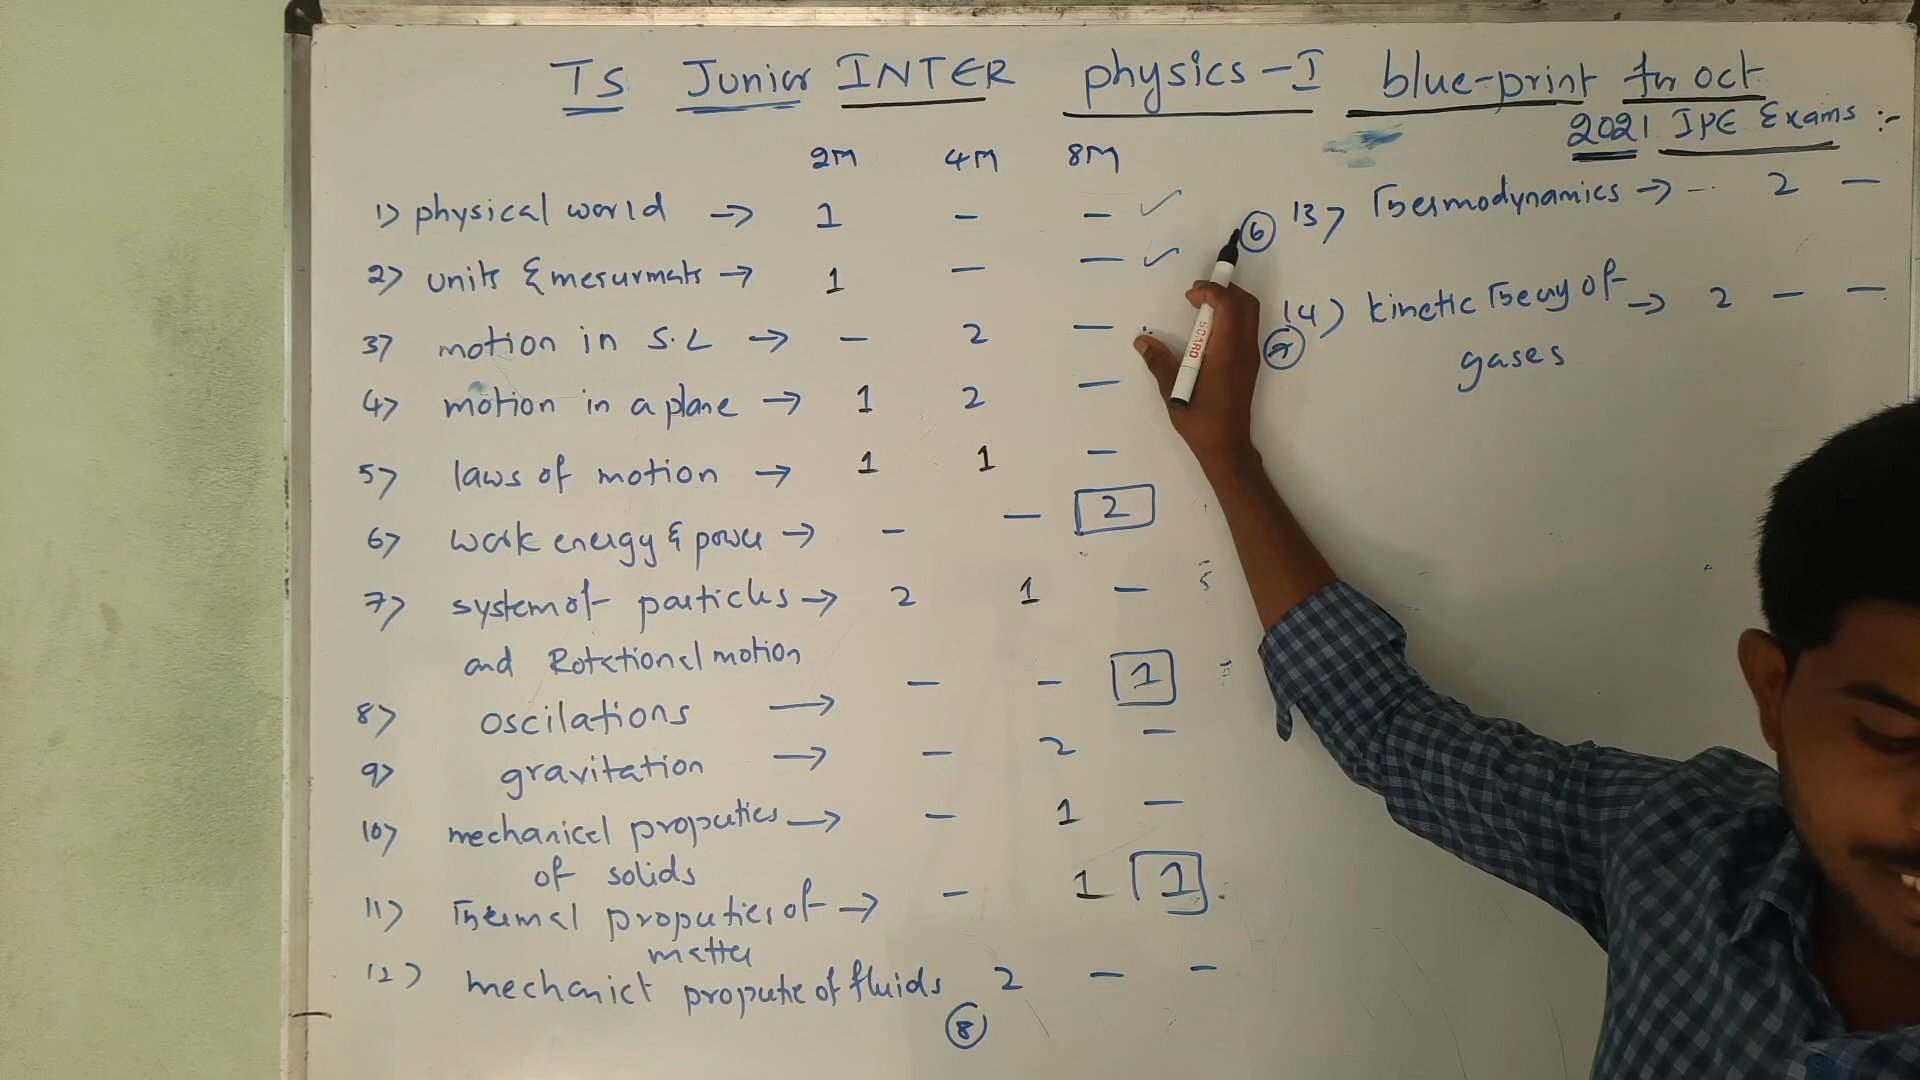 TS Junior INTER physics-I blue-print for oct
2021 IPE Exams :-
2M 4M 8M
1) physical world → 1 - - ✓
2) units & mesurmets → 1 - - ✓
3) motion in S.L → - 2 -
4) motion in a plane → 1 2 -
5) laws of motion → 1 1 -
6) work energy & power → - - 2
7) system of particles → 2 1 -
and Rotational motion
8) oscilations → - - 1
9) gravitation → - 2 -
10) mechanical properties → - 1 -
of solids
11) Thermal properties of → - 1 1
matter
12) mechanict propertie of fluids 2 - -
8
6 13) Thermodynamics → - 2 -
14) kinetic Theory of → 2 - -
gases
BOARD